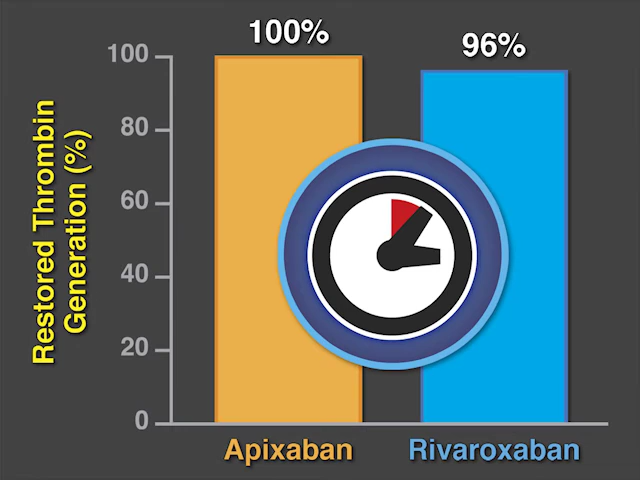 100%
96%
Restored Thrombin
Generation (%)
100
80
60
40
20
0
Apixaban
Rivaroxaban